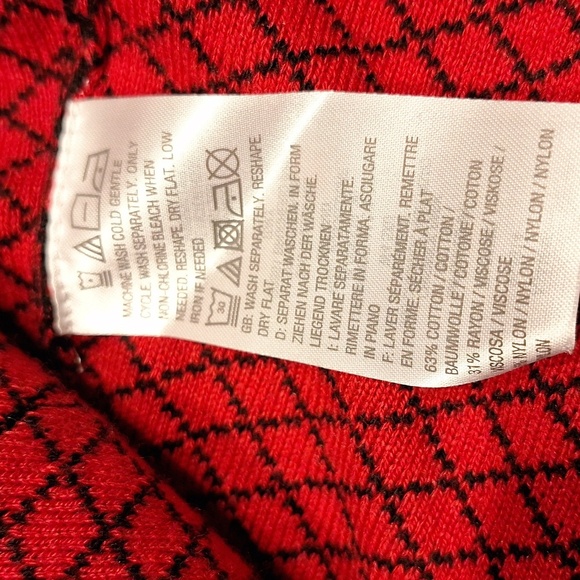 MACHINE WASH COLD GENTLE
CYCLE. WASH SEPARATELY. ONLY
NON-CHLORINE BLEACH WHEN
NEEDED. RESHAPE. DRY FLAT. LOW
IRON IF NEEDED
30
GB: WASH SEPARATELY. RESHAPE.
DRY FLAT
D: SEPARAT WASCHEN. IN FORM
ZIEHEN NACH DER WÄSCHE.
LIEGEND TROCKNEN
I: LAVARE SEPARATAMENTE.
RIMETTERE IN FORMA. ASCIUGARE
IN PIANO
F: LAVER SÉPARÉMENT. REMETTRE
EN FORME. SÉCHER À PLAT
63% COTTON / COTTON /
BAUMWOLLE / COTONE / COTON
31% RAYON / VISCOSE / VISKOSE /
VISCOSA / VISCOSE
NYLON / NYLON / NYLON / NYLON